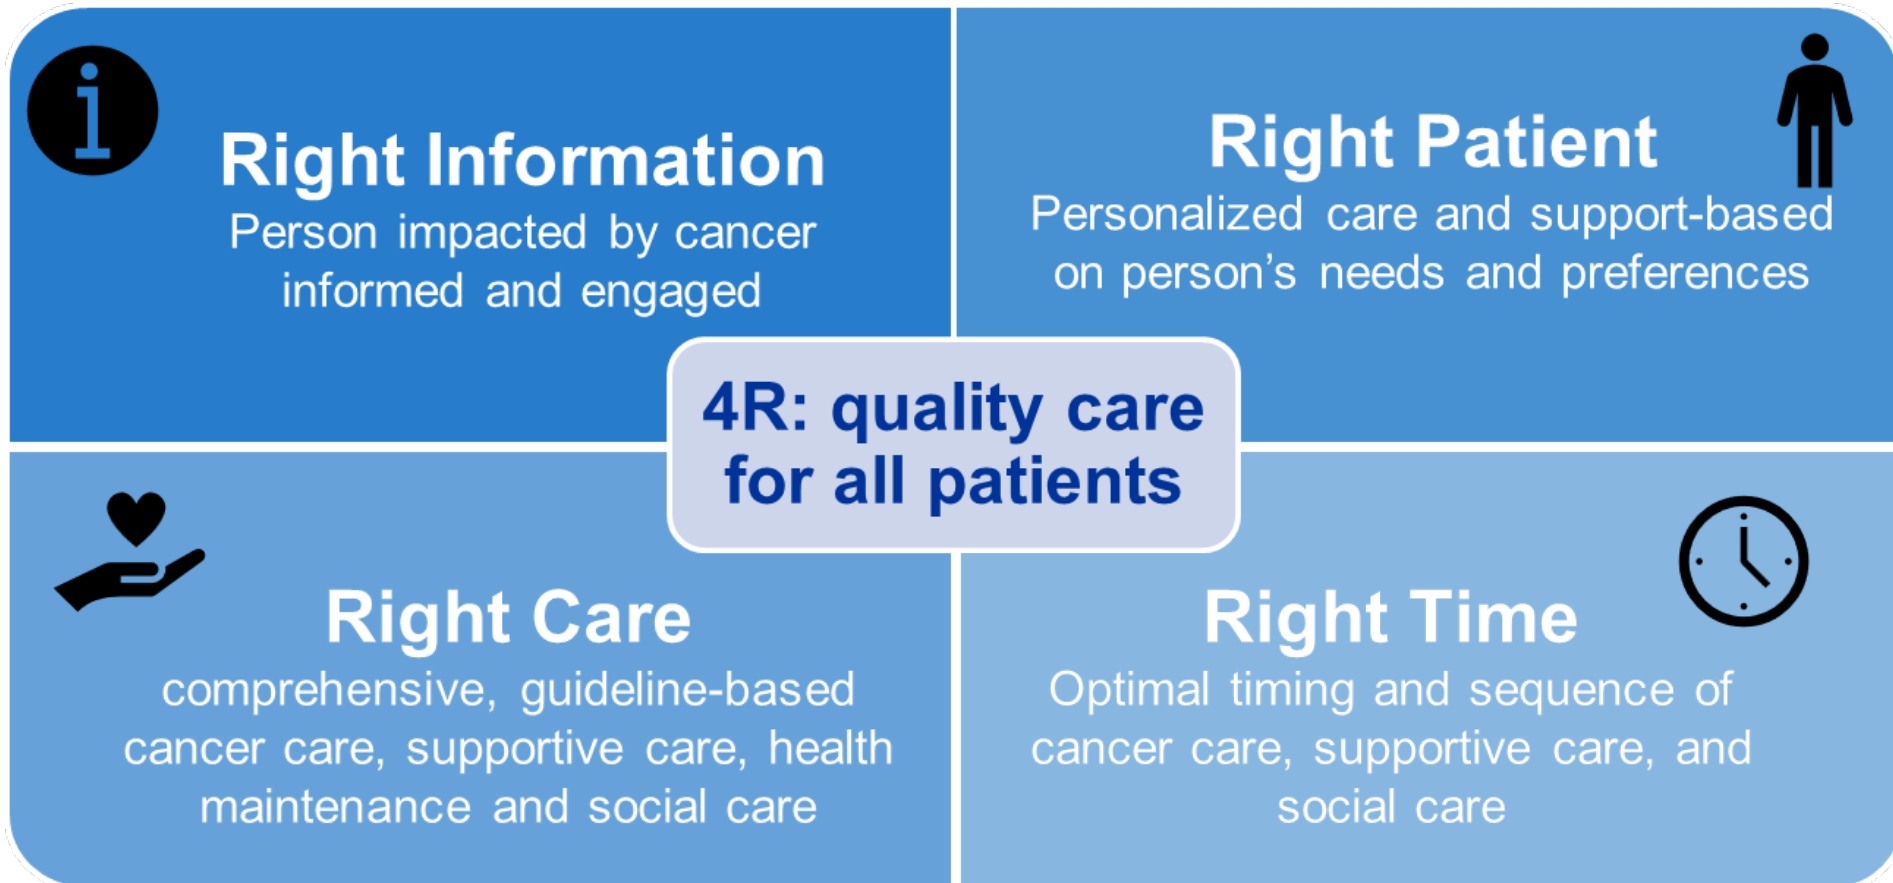 Right Information
Person impacted by cancer
informed and engaged
Right Patient
Personalized care and support-based
on person’s needs and preferences
4R: quality care
for all patients
Right Care
comprehensive, guideline-based
cancer care, supportive care, health
maintenance and social care
Right Time
Optimal timing and sequence of
cancer care, supportive care, and
social care